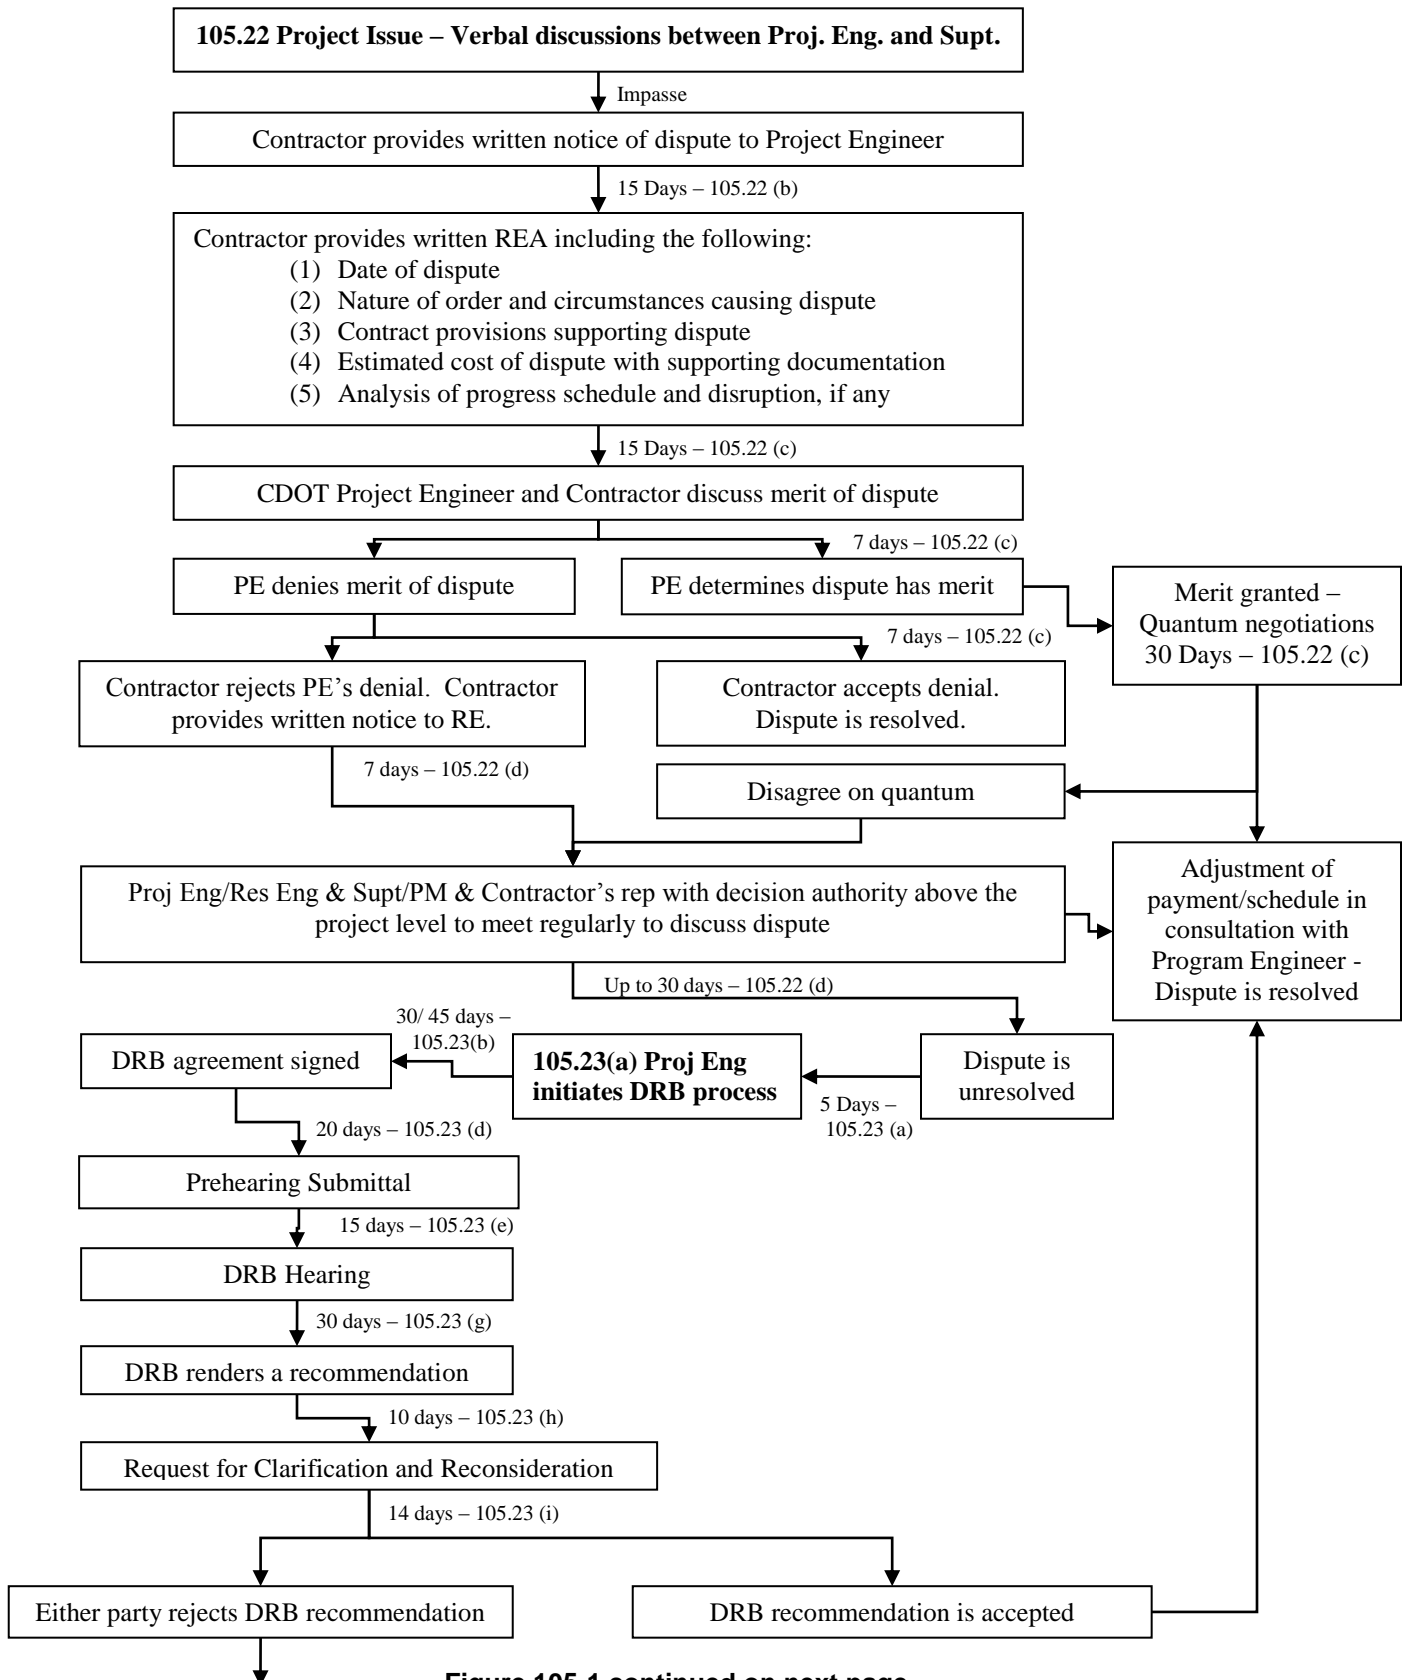 105.22 Project Issue – Verbal discussions between Proj. Eng. and Supt.
Impasse
Contractor provides written notice of dispute to Project Engineer
15 Days – 105.22 (b)
Contractor provides written REA including the following:
(1) Date of dispute
(2) Nature of order and circumstances causing dispute
(3) Contract provisions supporting dispute
(4) Estimated cost of dispute with supporting documentation
(5) Analysis of progress schedule and disruption, if any
15 Days – 105.22 (c)
CDOT Project Engineer and Contractor discuss merit of dispute
7 days – 105.22 (c)
PE denies merit of dispute
PE determines dispute has merit
Merit granted –
Quantum negotiations
30 Days – 105.22 (c)
7 days – 105.22 (c)
Contractor rejects PE’s denial. Contractor
provides written notice to RE.
Contractor accepts denial.
Dispute is resolved.
7 days – 105.22 (d)
Disagree on quantum
Proj Eng/Res Eng & Supt/PM & Contractor’s rep with decision authority above the
project level to meet regularly to discuss dispute
Adjustment of
payment/schedule in
consultation with
Program Engineer -
Dispute is resolved
Up to 30 days – 105.22 (d)
30/ 45 days –
105.23(b)
DRB agreement signed
105.23(a) Proj Eng
initiates DRB process
Dispute is
unresolved
5 Days –
105.23 (a)
20 days – 105.23 (d)
Prehearing Submittal
15 days – 105.23 (e)
DRB Hearing
30 days – 105.23 (g)
DRB renders a recommendation
10 days – 105.23 (h)
Request for Clarification and Reconsideration
14 days – 105.23 (i)
Either party rejects DRB recommendation
DRB recommendation is accepted
Figure 105-1 continued on next page